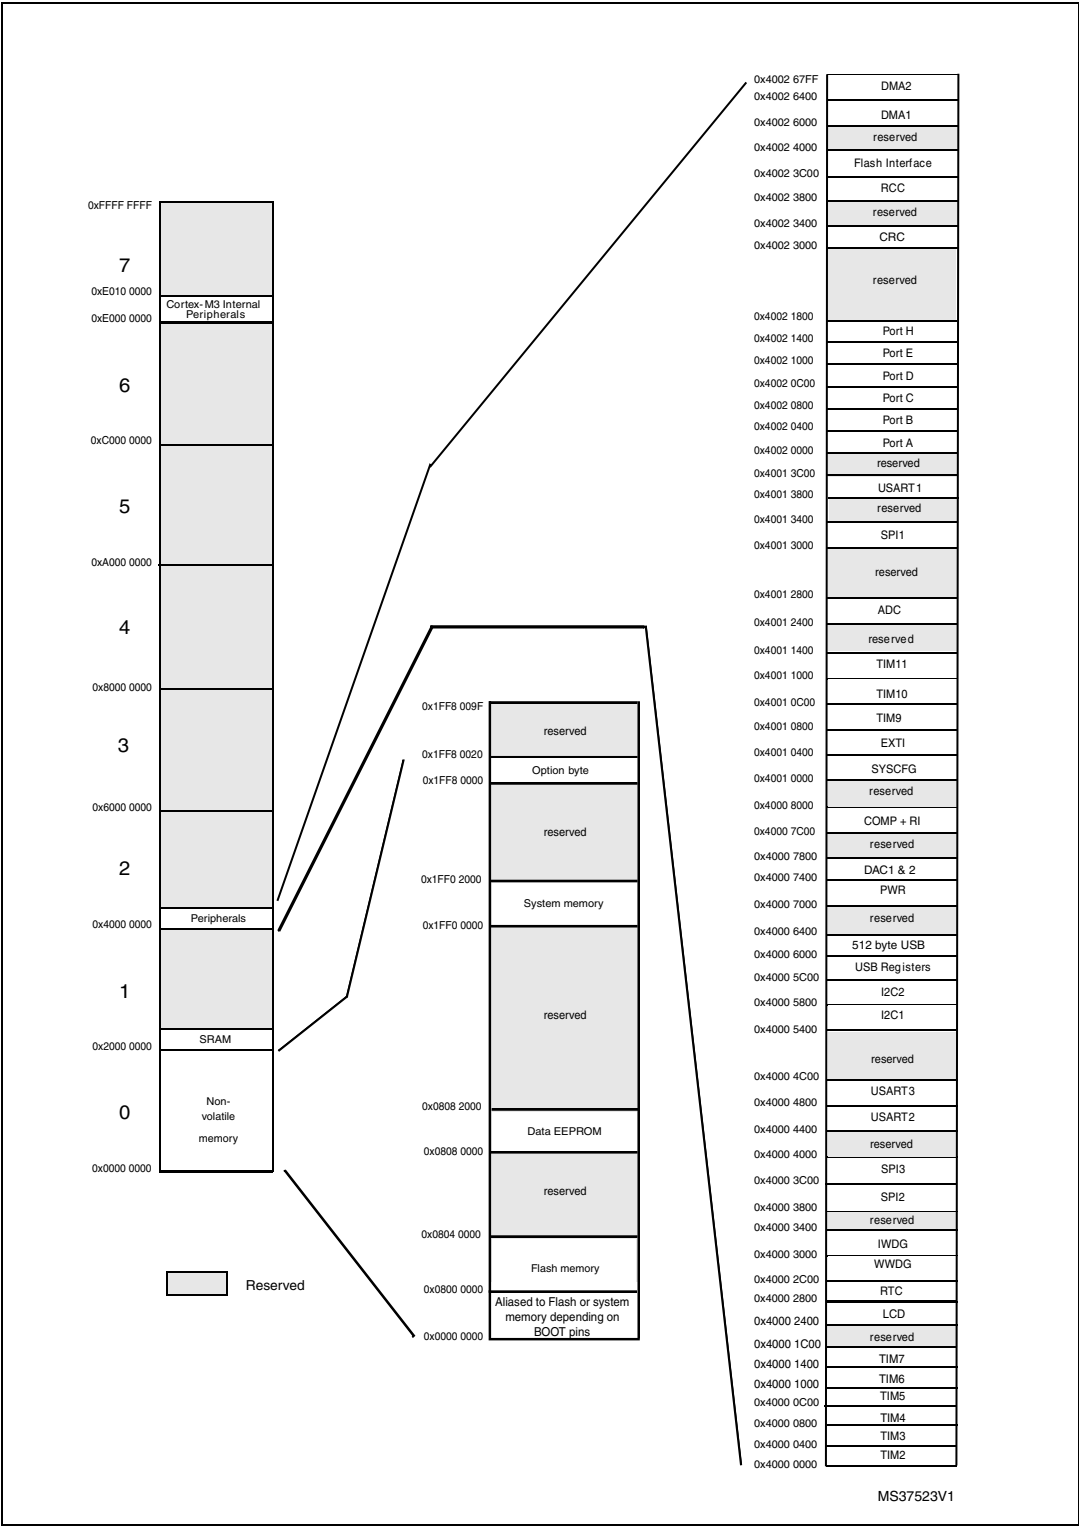 0xFFFF FFFF
7
0xE010 0000
Cortex-M3 Internal
Peripherals
0xE000 0000
6
0xC000 0000
5
0xA000 0000
4
0x8000 0000
3
0x6000 0000
2
Peripherals
0x4000 0000
1
SRAM
0x2000 0000
0
Non-
volatile
memory
0x0000 0000
Reserved
0x1FF8 009F
reserved
0x1FF8 0020
Option byte
0x1FF8 0000
reserved
0x1FF0 2000
System memory
0x1FF0 0000
reserved
0x0808 2000
Data EEPROM
0x0808 0000
reserved
0x0804 0000
Flash memory
0x0800 0000
Aliased to Flash or system
memory depending on
BOOT pins
0x0000 0000
0x4002 67FF
DMA2
0x4002 6400
DMA1
0x4002 6000
reserved
0x4002 4000
Flash Interface
0x4002 3C00
RCC
0x4002 3800
reserved
0x4002 3400
CRC
0x4002 3000
reserved
0x4002 1800
Port H
0x4002 1400
Port E
0x4002 1000
Port D
0x4002 0C00
Port C
0x4002 0800
Port B
0x4002 0400
Port A
0x4002 0000
reserved
0x4001 3C00
USART1
0x4001 3800
reserved
0x4001 3400
SPI1
0x4001 3000
reserved
0x4001 2800
ADC
0x4001 2400
reserved
0x4001 1400
TIM11
0x4001 1000
TIM10
0x4001 0C00
TIM9
0x4001 0800
EXTI
0x4001 0400
SYSCFG
0x4001 0000
reserved
0x4000 8000
COMP + RI
0x4000 7C00
reserved
0x4000 7800
DAC1 & 2
0x4000 7400
PWR
0x4000 7000
reserved
0x4000 6400
512 byte USB
0x4000 6000
USB Registers
0x4000 5C00
I2C2
0x4000 5800
I2C1
0x4000 5400
reserved
0x4000 4C00
USART3
0x4000 4800
USART2
0x4000 4400
reserved
0x4000 4000
SPI3
0x4000 3C00
SPI2
0x4000 3800
reserved
0x4000 3400
IWDG
0x4000 3000
WWDG
0x4000 2C00
RTC
0x4000 2800
LCD
0x4000 2400
reserved
0x4000 1C00
TIM7
0x4000 1400
TIM6
0x4000 1000
TIM5
0x4000 0C00
TIM4
0x4000 0800
TIM3
0x4000 0400
TIM2
0x4000 0000
MS37523V1